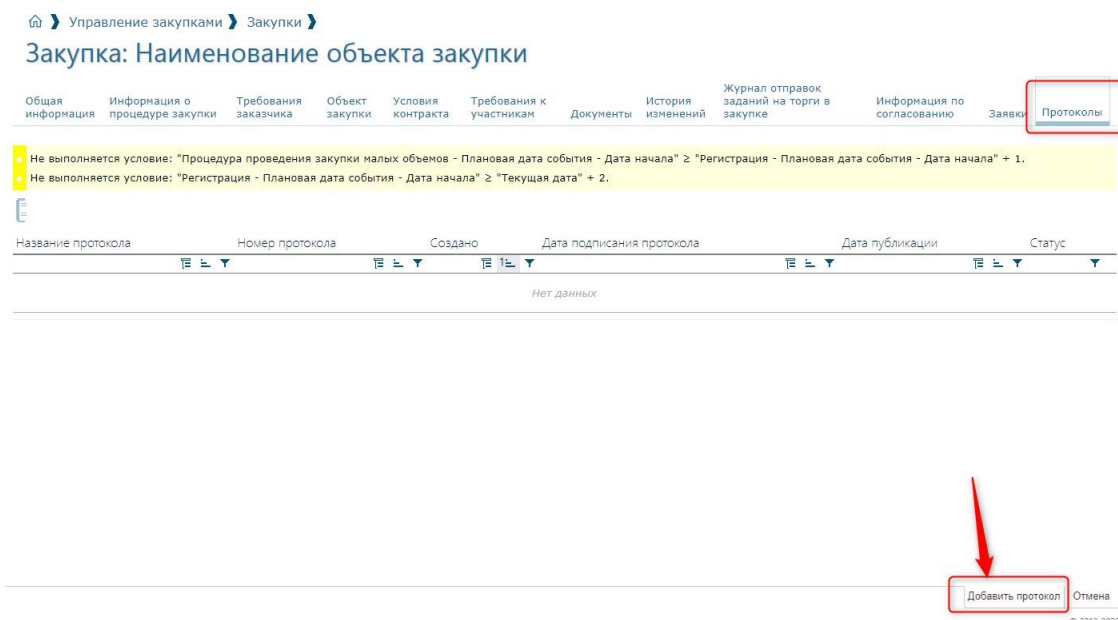 Управление закупками Закупки
Закупка: Наименование объекта закупки
Общая информация
Информация о процедуре закупки
Требования заказчика
Объект закупки
Условия контракта
Требования к участникам
Документы
История изменений
Журнал отправок заданий на торги в закупке
Информация по согласованию
Заявки
Протоколы
Не выполняется условие: "Процедура проведения закупки малых объемов - Плановая дата события - Дата начала" ≥ "Регистрация - Плановая дата события - Дата начала" + 1.
Не выполняется условие: "Регистрация - Плановая дата события - Дата начала" ≥ "Текущая дата" + 2.
Название протокола Номер протокола Создано Дата подписания протокола Дата публикации Статус
1
Нет данных
Добавить протокол Отмена